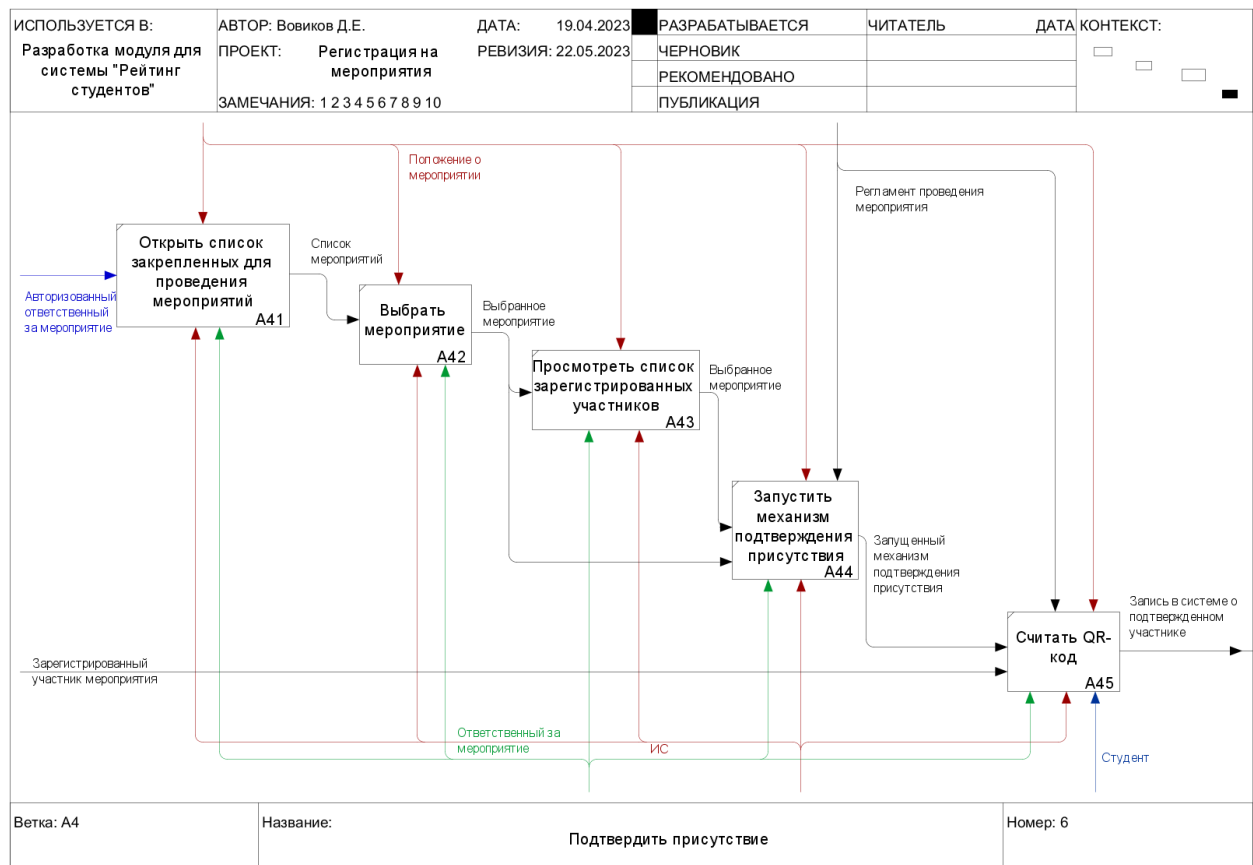 ИСПОЛЬЗУЕТСЯ В:
Разработка модуля для
системы "Рейтинг
студентов"
АВТОР: Вовиков Д.Е.
ДАТА: 19.04.2023
ПРОЕКТ: Регистрация на
мероприятия
РЕВИЗИЯ: 22.05.2023
ЗАМЕЧАНИЯ: 1 2 3 4 5 6 7 8 9 10
РАЗРАБАТЫВАЕТСЯ
ЧЕРНОВИК
РЕКОМЕНДОВАНО
ПУБЛИКАЦИЯ
ЧИТАТЕЛЬ
ДАТА
КОНТЕКСТ:
Положение о
мероприятии
Регламент проведения
мероприятия
Открыть список
закрепленных для
проведения
мероприятий
A41
Список
мероприятий
Авторизованный
ответственный
за мероприятие
Выбрать
мероприятие
A42
Выбранное
мероприятие
Просмотреть список
зарегистрированных
участников
A43
Выбранное
мероприятие
Запустить
механизм
подтверждения
присутствия
A44
Запущенный
механизм
подтверждения
присутствия
Считать QR-
код
A45
Запись в системе о
подтвержденном
участнике
Зарегистрированный
участник мероприятия
Ответственный за
мероприятие
ИС
Студент
Ветка: A4
Название:
Подтвердить присутствие
Номер: 6